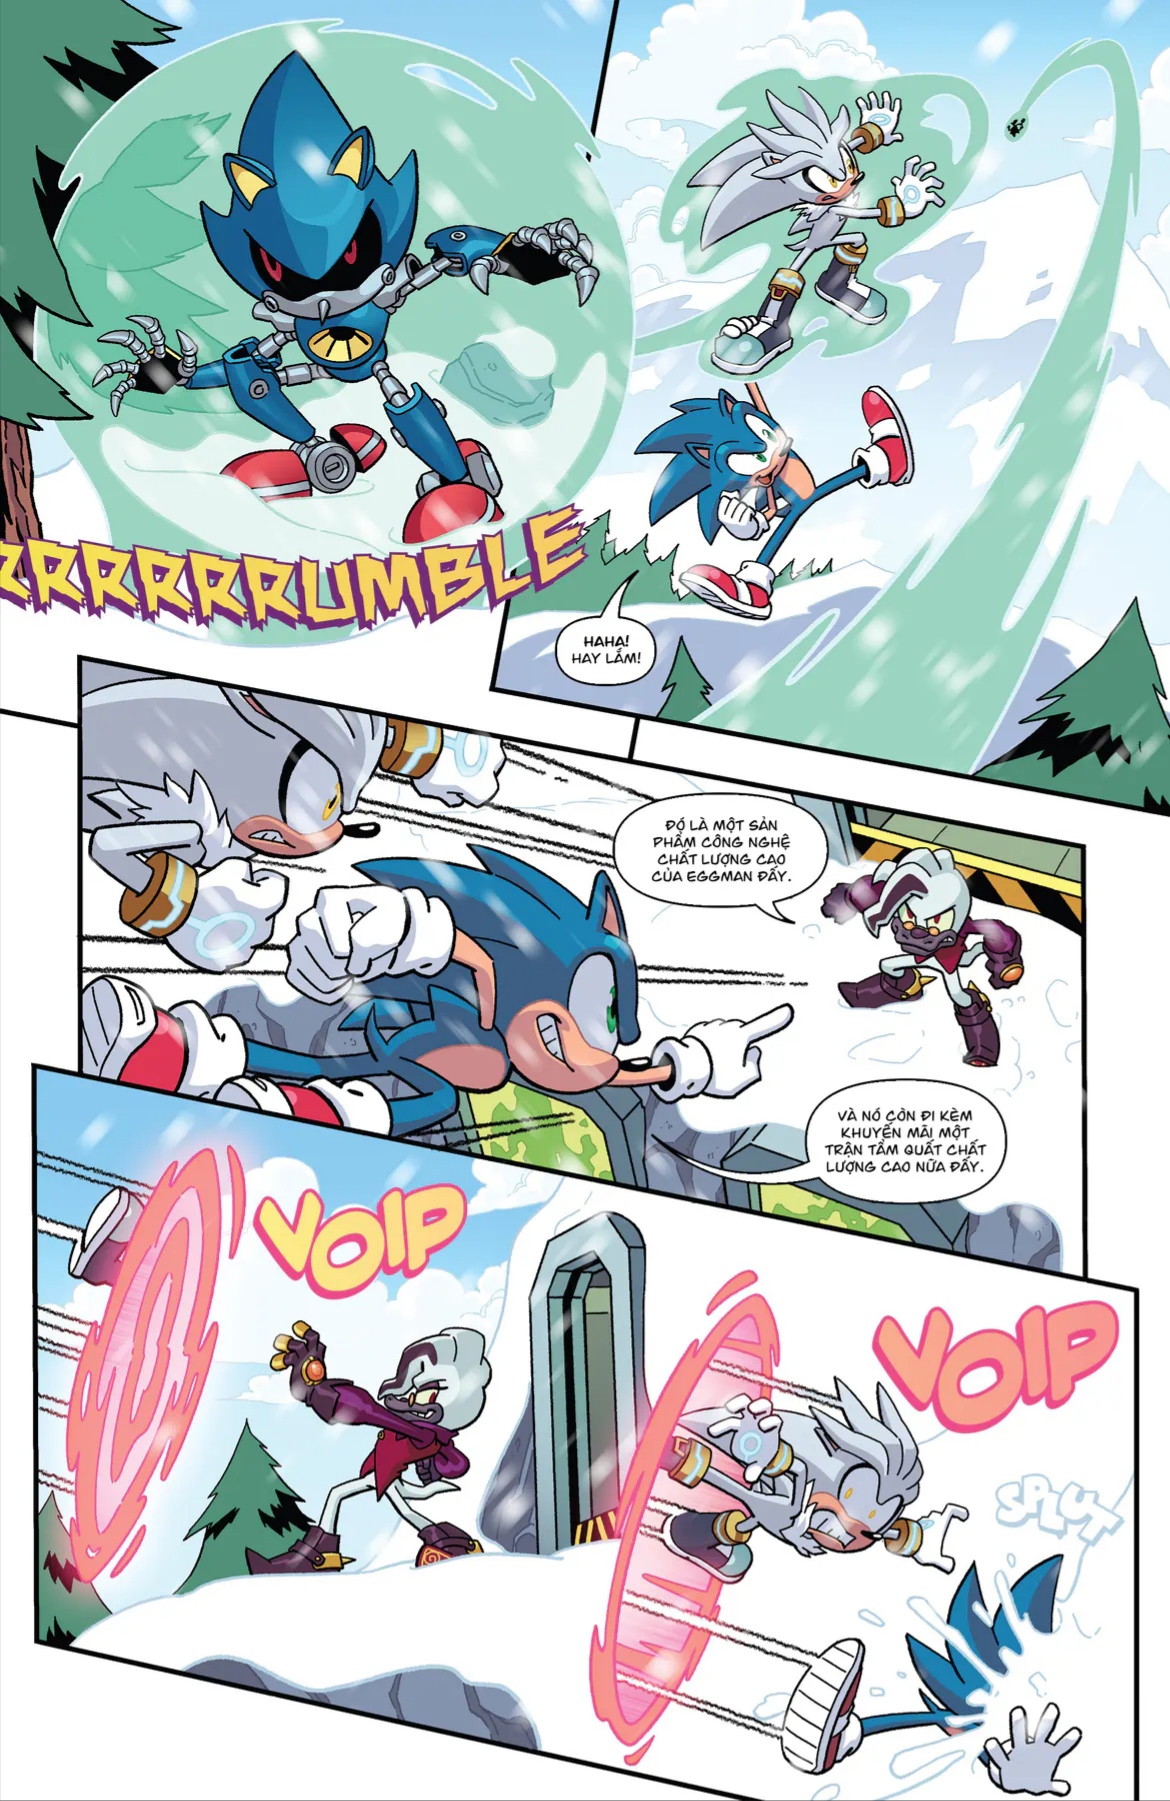 RRRRRRUMBLE
HAHA!
HAY LẮM!
ĐÓ LÀ MỘT SẢN
PHẨM CÔNG NGHỆ
CHẤT LƯỢNG CAO
CỦA EGGMAN ĐẤY.
VÀ NÓ CÒN ĐI KÈM
KHUYẾN MÃI MỘT
TRẬN TẨM QUẤT CHẤT
LƯỢNG CAO NỮA ĐẤY.
VOIP
VOIP
SPLUT